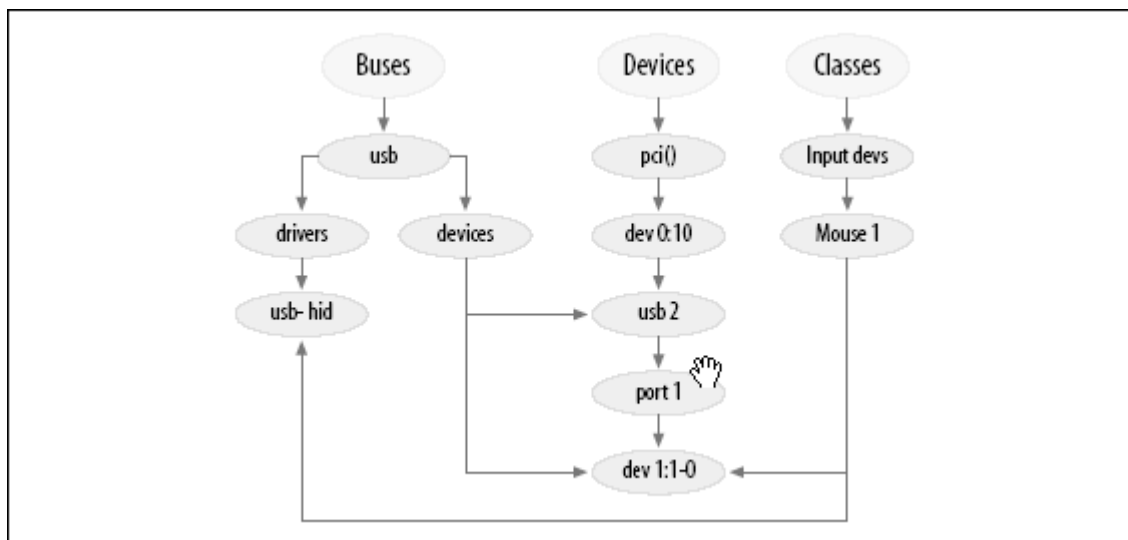 Buses Devices Classes
usb pci() Input devs
drivers devices dev 0:10 Mouse 1
usb- hid usb 2
port 1
dev 1:1-0